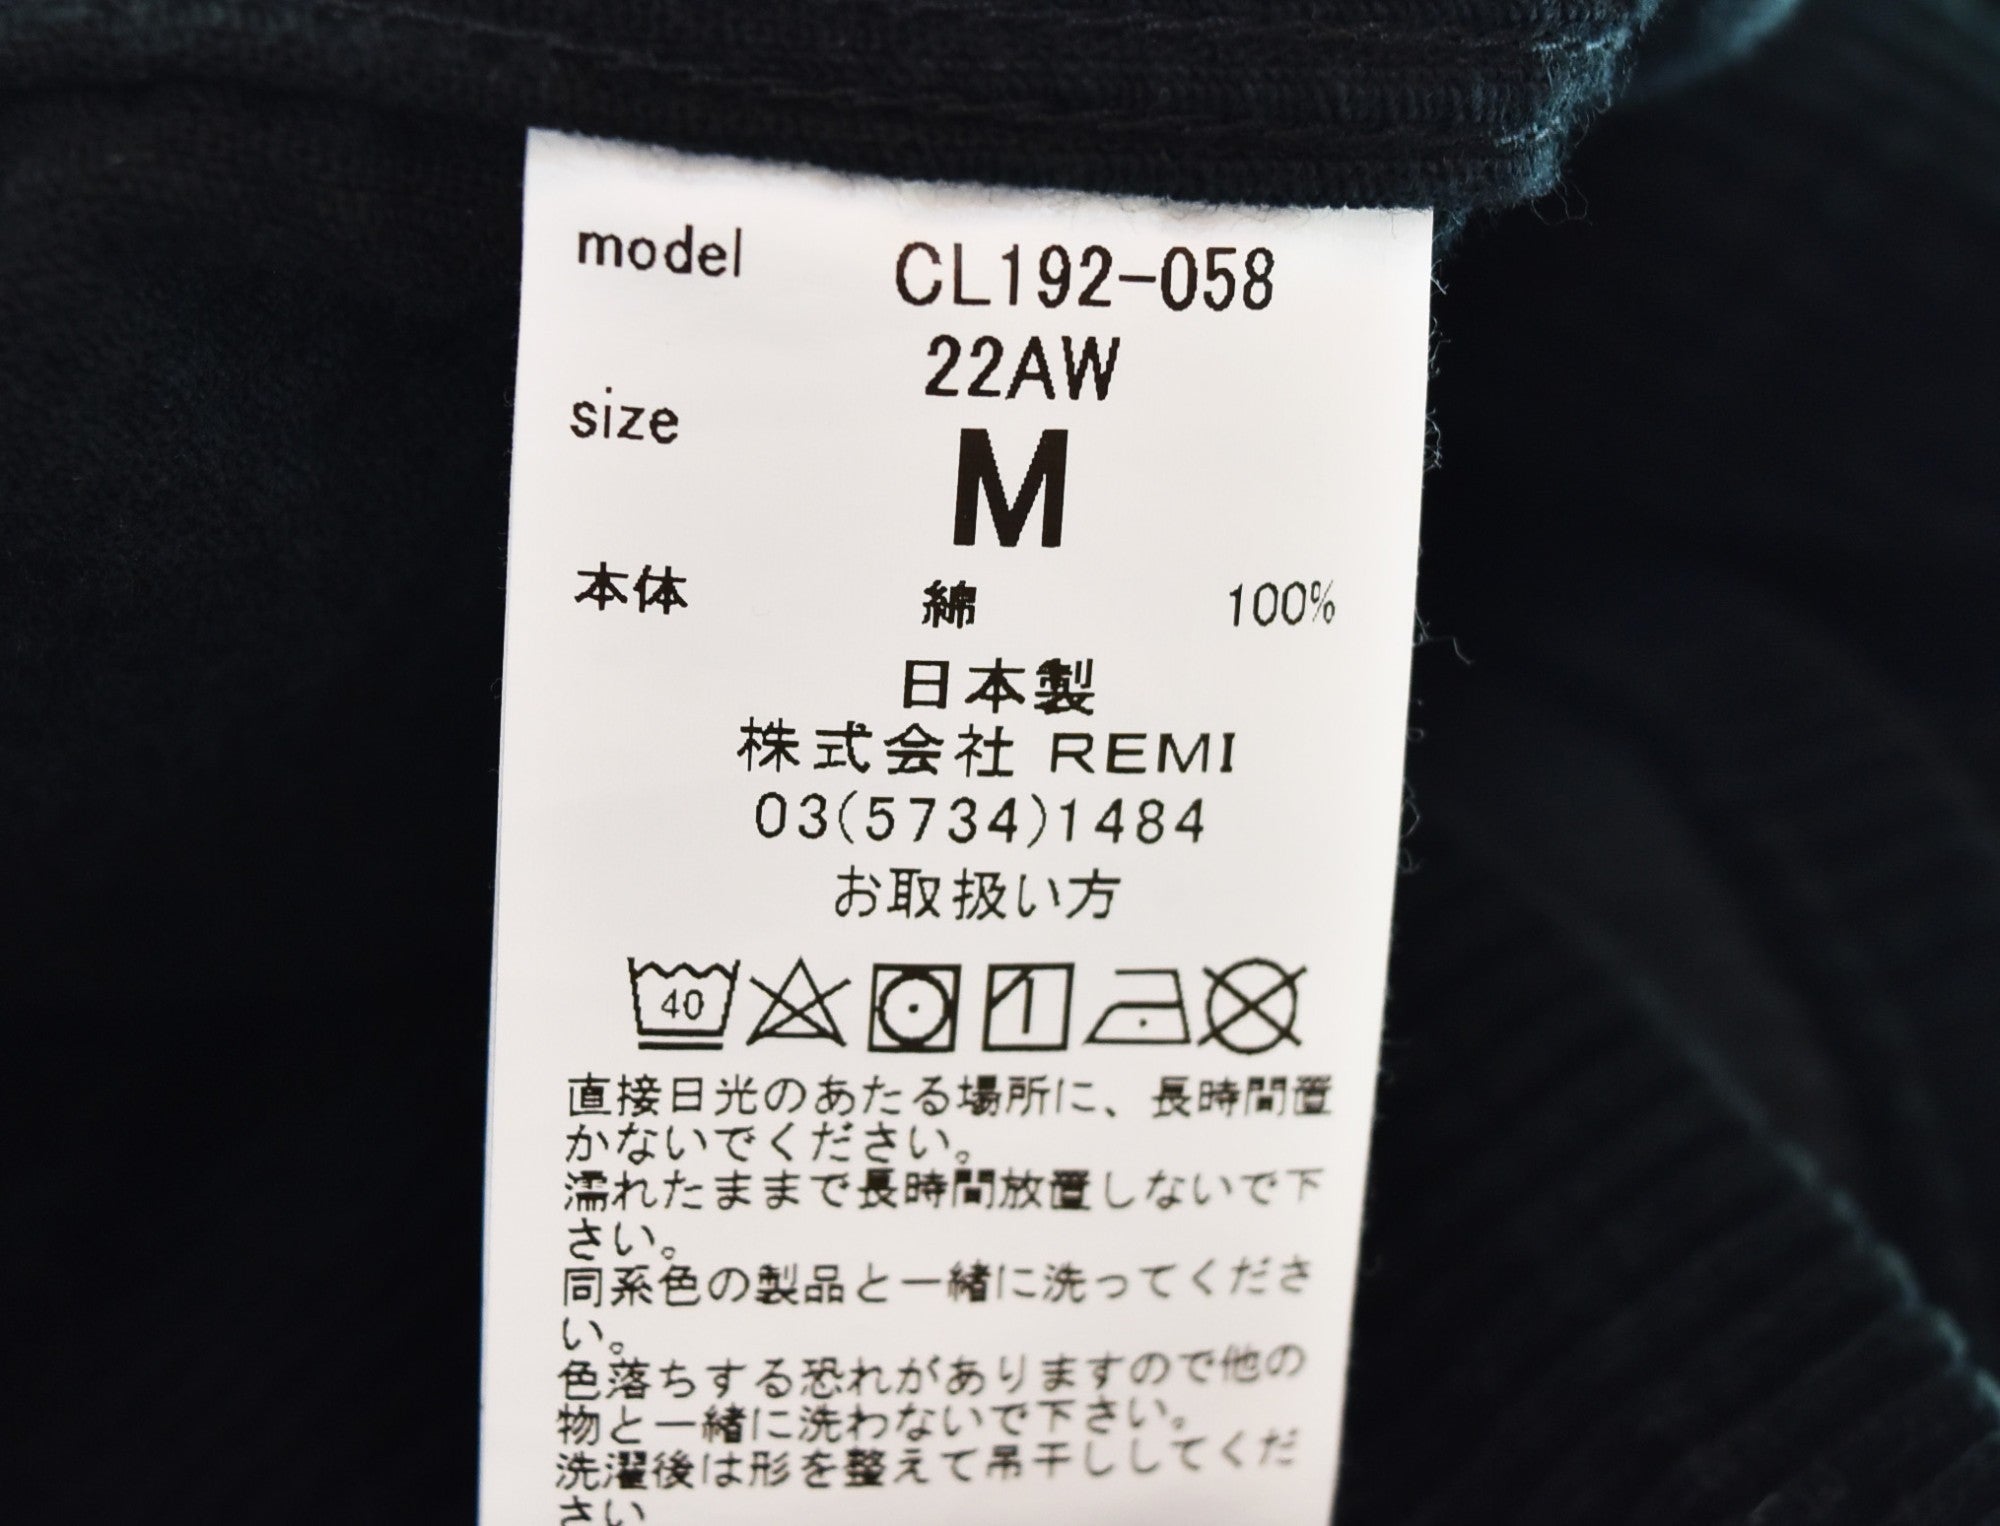 model CL192-058
22AW
size
M
本体 綿 100%
日本製
株式会社 REMI
03(5734)1484
お取扱い方
40
1
直接日光のあたる場所に、長時間置
かないでください。
濡れたままで長時間放置しないで下
さい。
同系色の製品と一緒に洗ってくださ
い。
色落ちする恐れがありますので他の
物と一緒に洗わないで下さい。
洗濯後は形を整えて吊干ししてくだ
さい